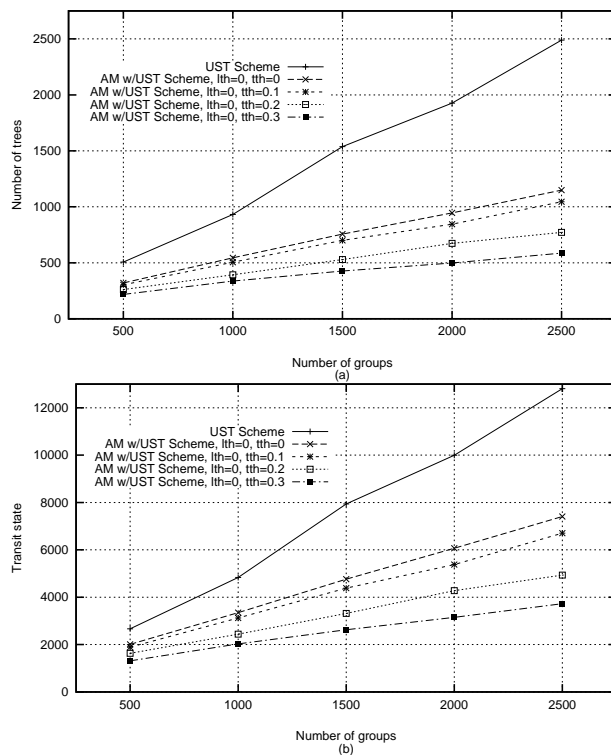 2500
2000
1500
1000
500
0
Number of trees
UST Scheme
AM w/UST Scheme, lth=0, tth=0
AM w/UST Scheme, lth=0, tth=0.1
AM w/UST Scheme, lth=0, tth=0.2
AM w/UST Scheme, lth=0, tth=0.3
500 1000 1500 2000 2500
Number of groups
(a)
12000
10000
8000
6000
4000
2000
0
Transit state
UST Scheme
AM w/UST Scheme, lth=0, tth=0
AM w/UST Scheme, lth=0, tth=0.1
AM w/UST Scheme, lth=0, tth=0.2
AM w/UST Scheme, lth=0, tth=0.3
500 1000 1500 2000 2500
Number of groups
(b)